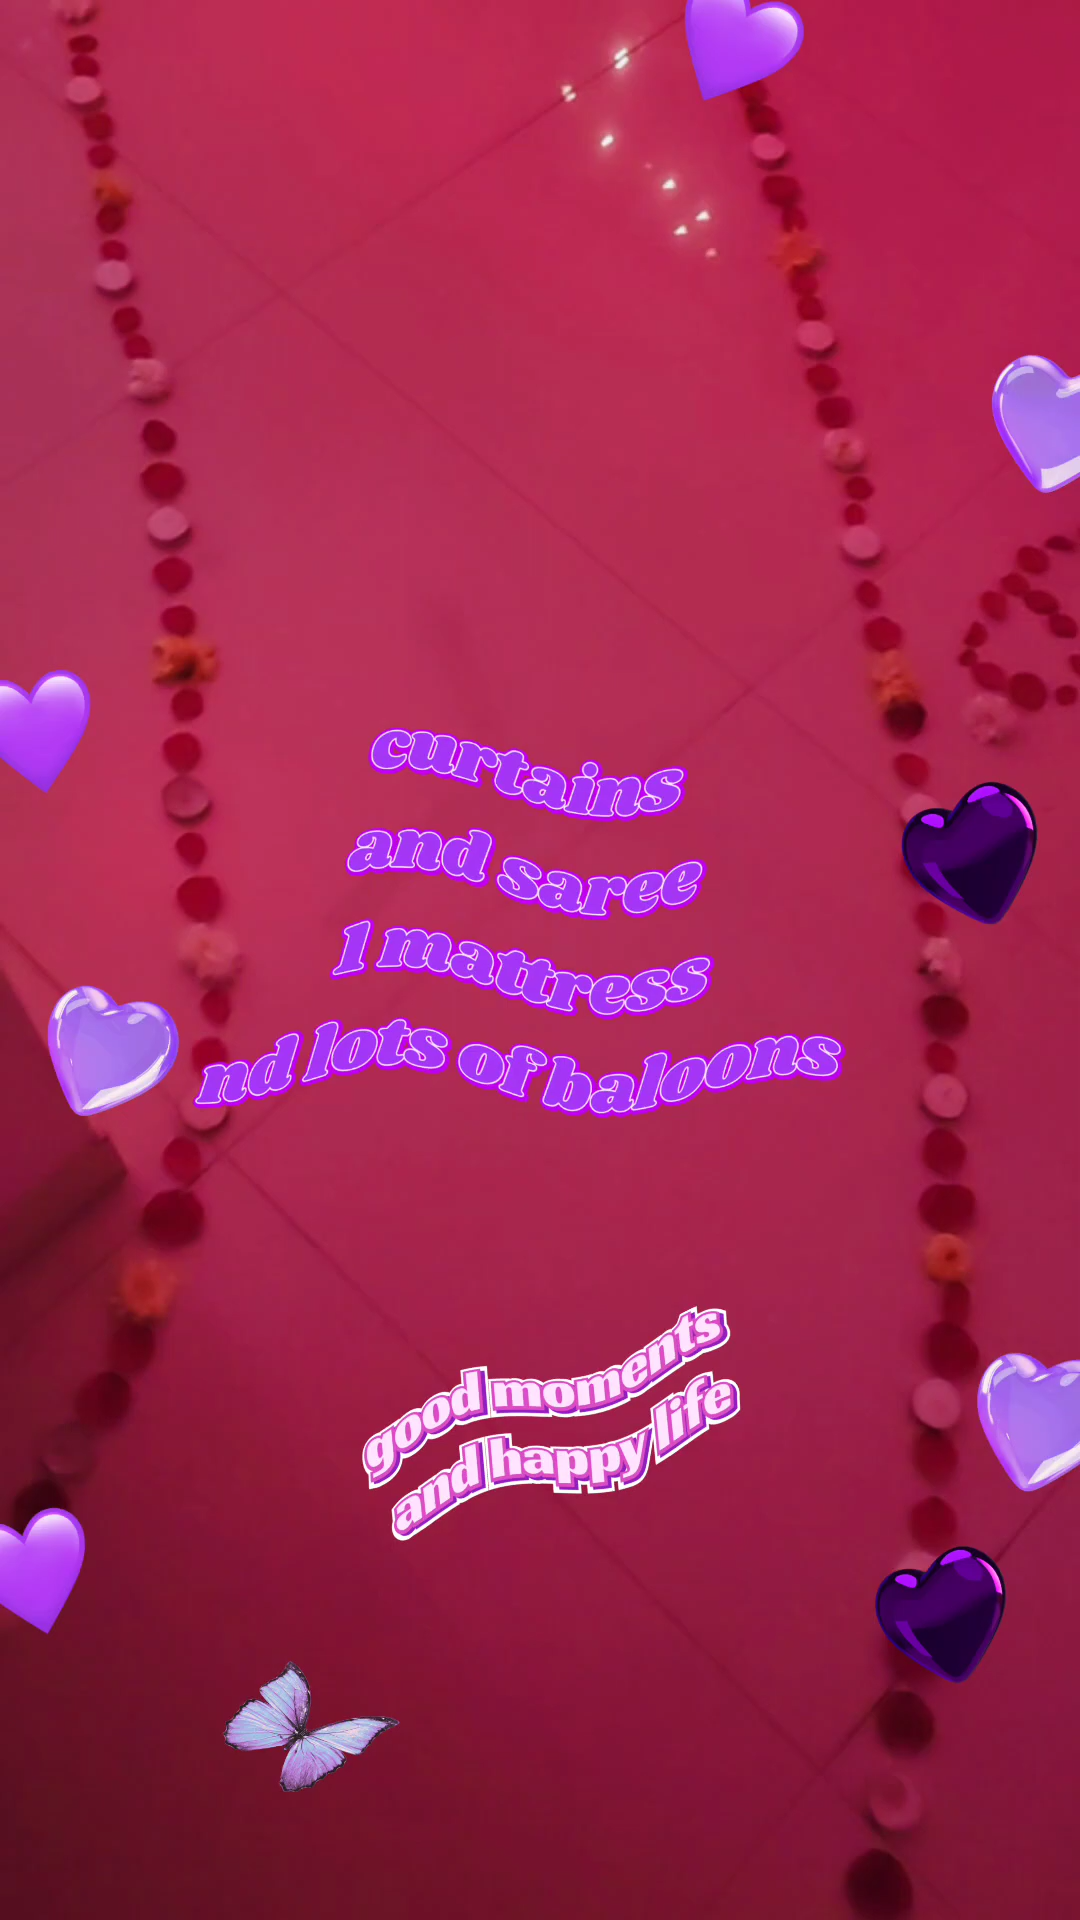 curtains
and saree
1 mattress
nd lots of baloons
good moments
and happy life